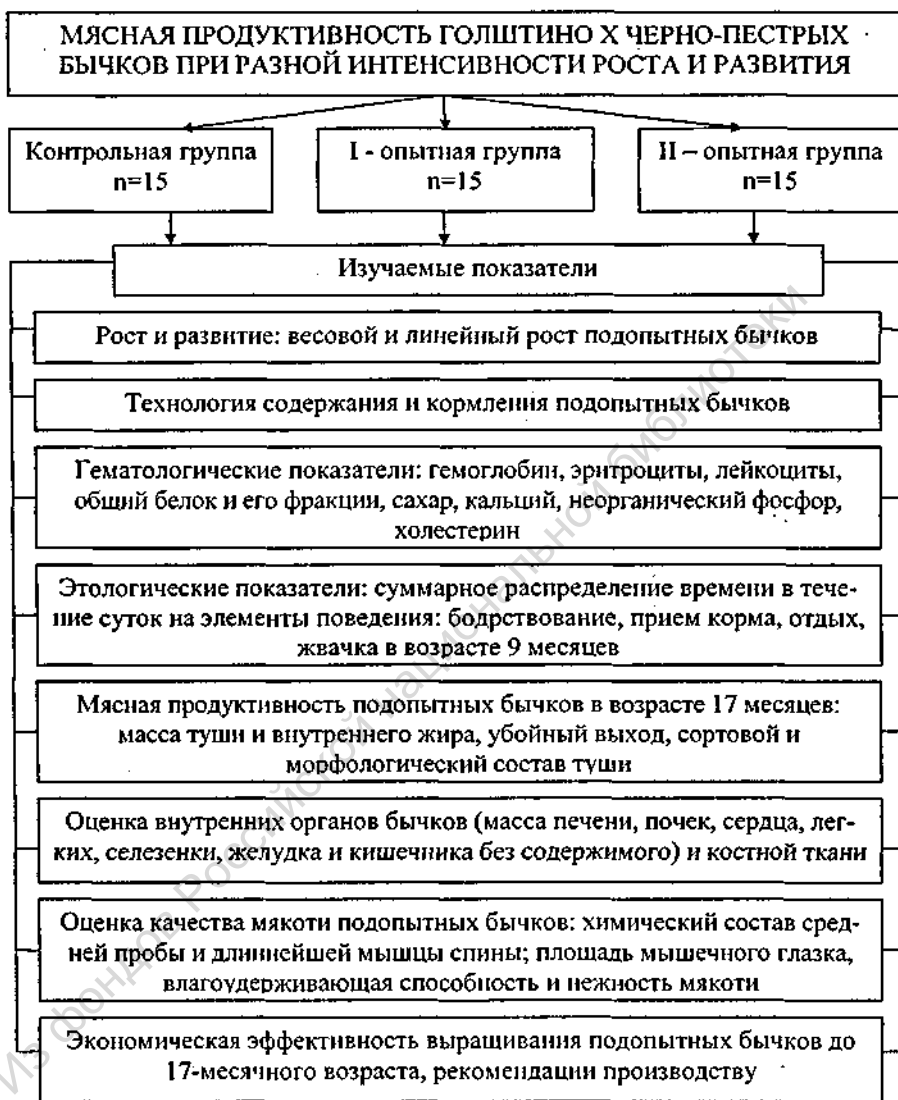 МЯСНАЯ ПРОДУКТИВНОСТЬ ГОЛШТИНО Х ЧЕРНО-ПЕСТРЫХ
БЫЧКОВ ПРИ РАЗНОЙ ИНТЕНСИВНОСТИ РОСТА И РАЗВИТИЯ
Контрольная группа
n=15
I - опытная группа
n=15
II – опытная группа
n=15
Изучаемые показатели
Рост и развитие: весовой и линейный рост подопытных бычков
Технология содержания и кормления подопытных бычков
Гематологические показатели: гемоглобин, эритроциты, лейкоциты,
общий белок и его фракции, сахар, кальций, неорганический фосфор,
холестерин
Этологические показатели: суммарное распределение времени в тече-
ние суток на элементы поведения: бодрствование, прием корма, отдых,
жвачка в возрасте 9 месяцев
Мясная продуктивность подопытных бычков в возрасте 17 месяцев:
масса туши и внутреннего жира, убойный выход, сортовой и
морфологический состав туши
Оценка внутренних органов бычков (масса печени, почек, сердца, лег-
ких, селезенки, желудка и кишечника без содержимого) и костной ткани
Оценка качества мякоти подопытных бычков: химический состав сред-
ней пробы и длиннейшей мышцы спины; площадь мышечного глазка,
влагоудерживающая способность и нежность мякоти
Экономическая эффективность выращивания подопытных бычков до
17-месячного возраста, рекомендации производству
Из фондов Российской национальной библиотеки